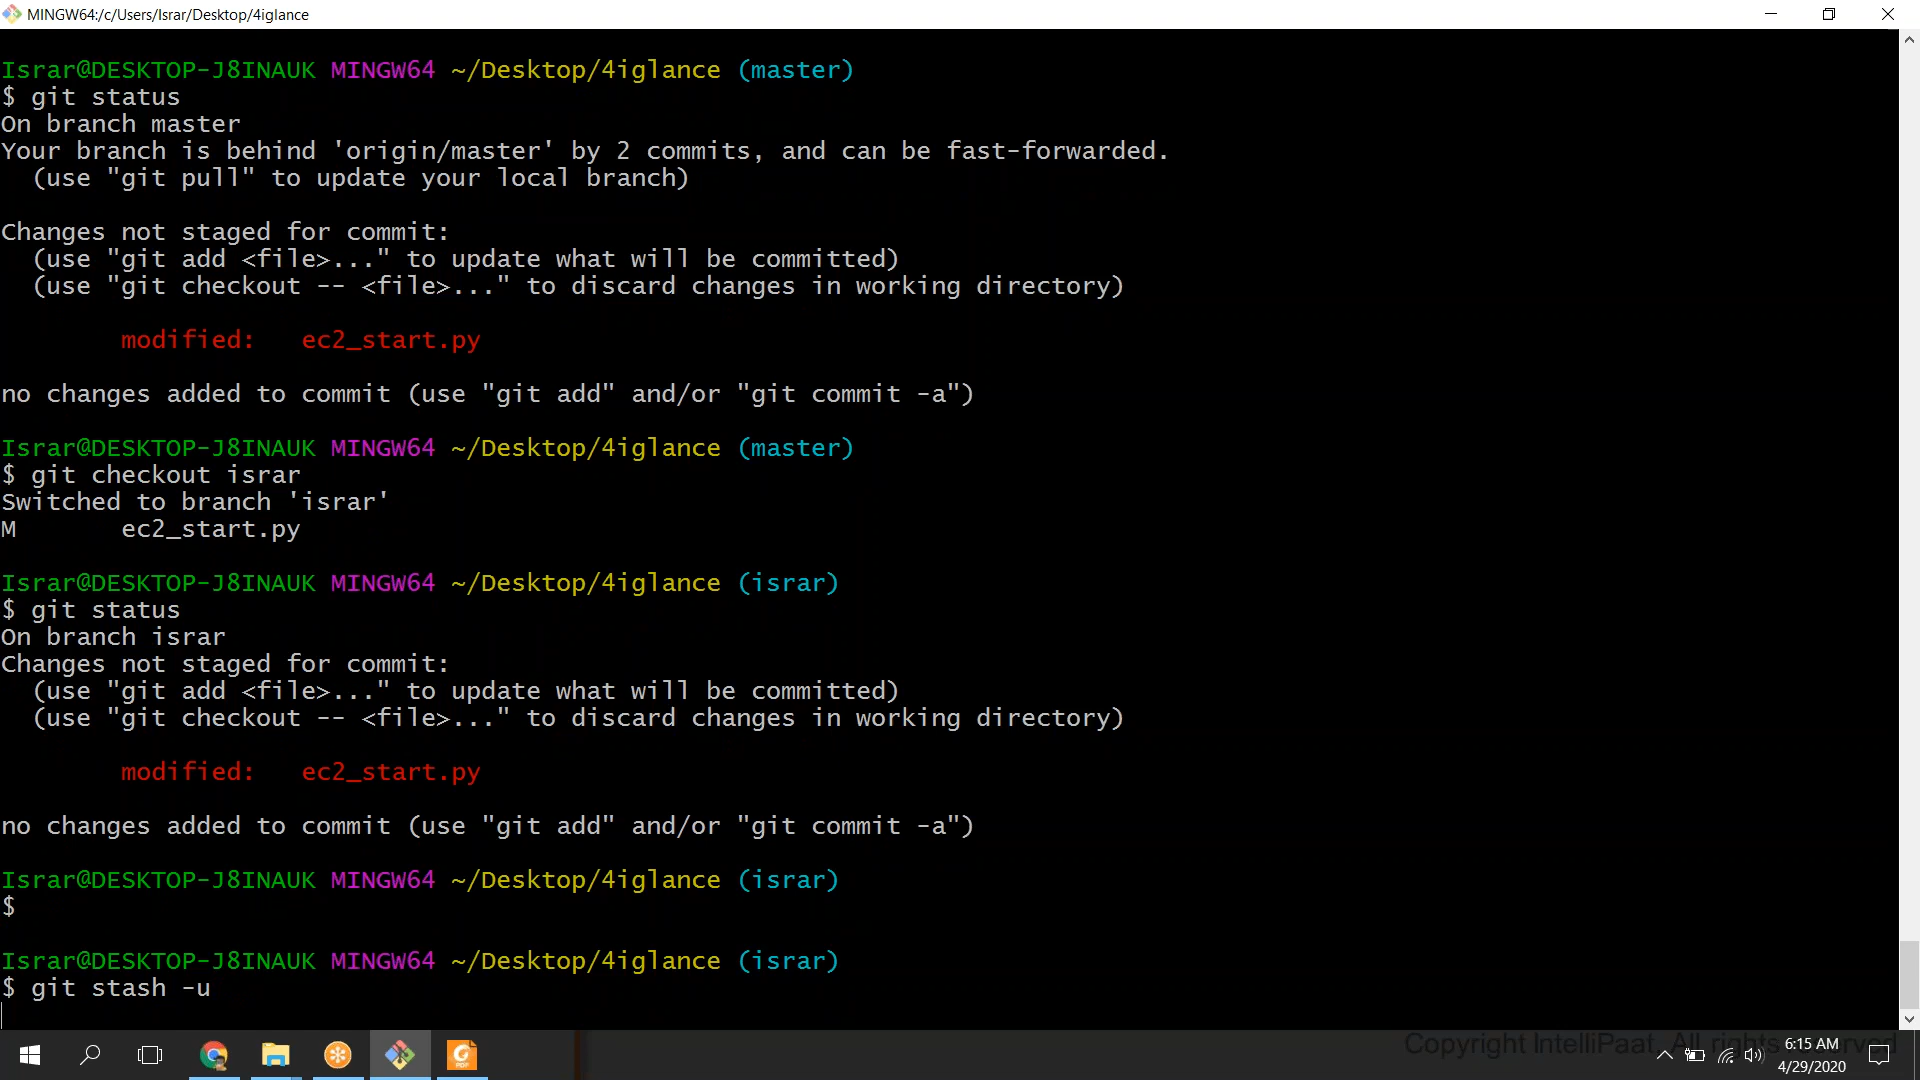 MINGW64:/c/Users/Israr/Desktop/4iglance
Israr@DESKTOP-J8INAUK MINGW64 ~/Desktop/4iglance (master)
$ git status
On branch master
Your branch is behind 'origin/master' by 2 commits, and can be fast-forwarded.
  (use "git pull" to update your local branch)
Changes not staged for commit:
  (use "git add <file>..." to update what will be committed)
  (use "git checkout -- <file>..." to discard changes in working directory)
        modified:   ec2_start.py
no changes added to commit (use "git add" and/or "git commit -a")
Israr@DESKTOP-J8INAUK MINGW64 ~/Desktop/4iglance (master)
$ git checkout israr
Switched to branch 'israr'
M       ec2_start.py
Israr@DESKTOP-J8INAUK MINGW64 ~/Desktop/4iglance (israr)
$ git status
On branch israr
Changes not staged for commit:
  (use "git add <file>..." to update what will be committed)
  (use "git checkout -- <file>..." to discard changes in working directory)
        modified:   ec2_start.py
no changes added to commit (use "git add" and/or "git commit -a")
Israr@DESKTOP-J8INAUK MINGW64 ~/Desktop/4iglance (israr)
$
Israr@DESKTOP-J8INAUK MINGW64 ~/Desktop/4iglance (israr)
$ git stash -u
Copyright IntelliPaat. All rights reserved
6:15 AM
4/29/2020
PDF